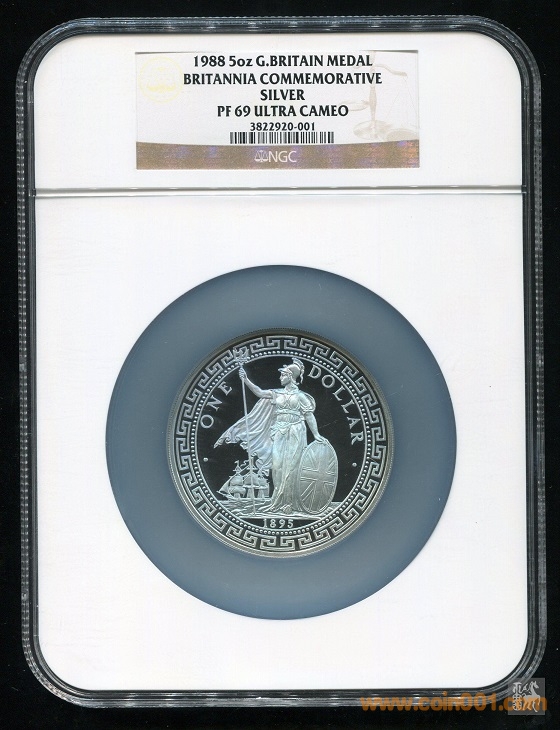 1988 5oz G.BRITAIN MEDAL
BRITANNIA COMMEMORATIVE
SILVER
PF 69 ULTRA CAMEO
3822920-001
NGC
ONE DOLLAR
1895
www.coin001.com